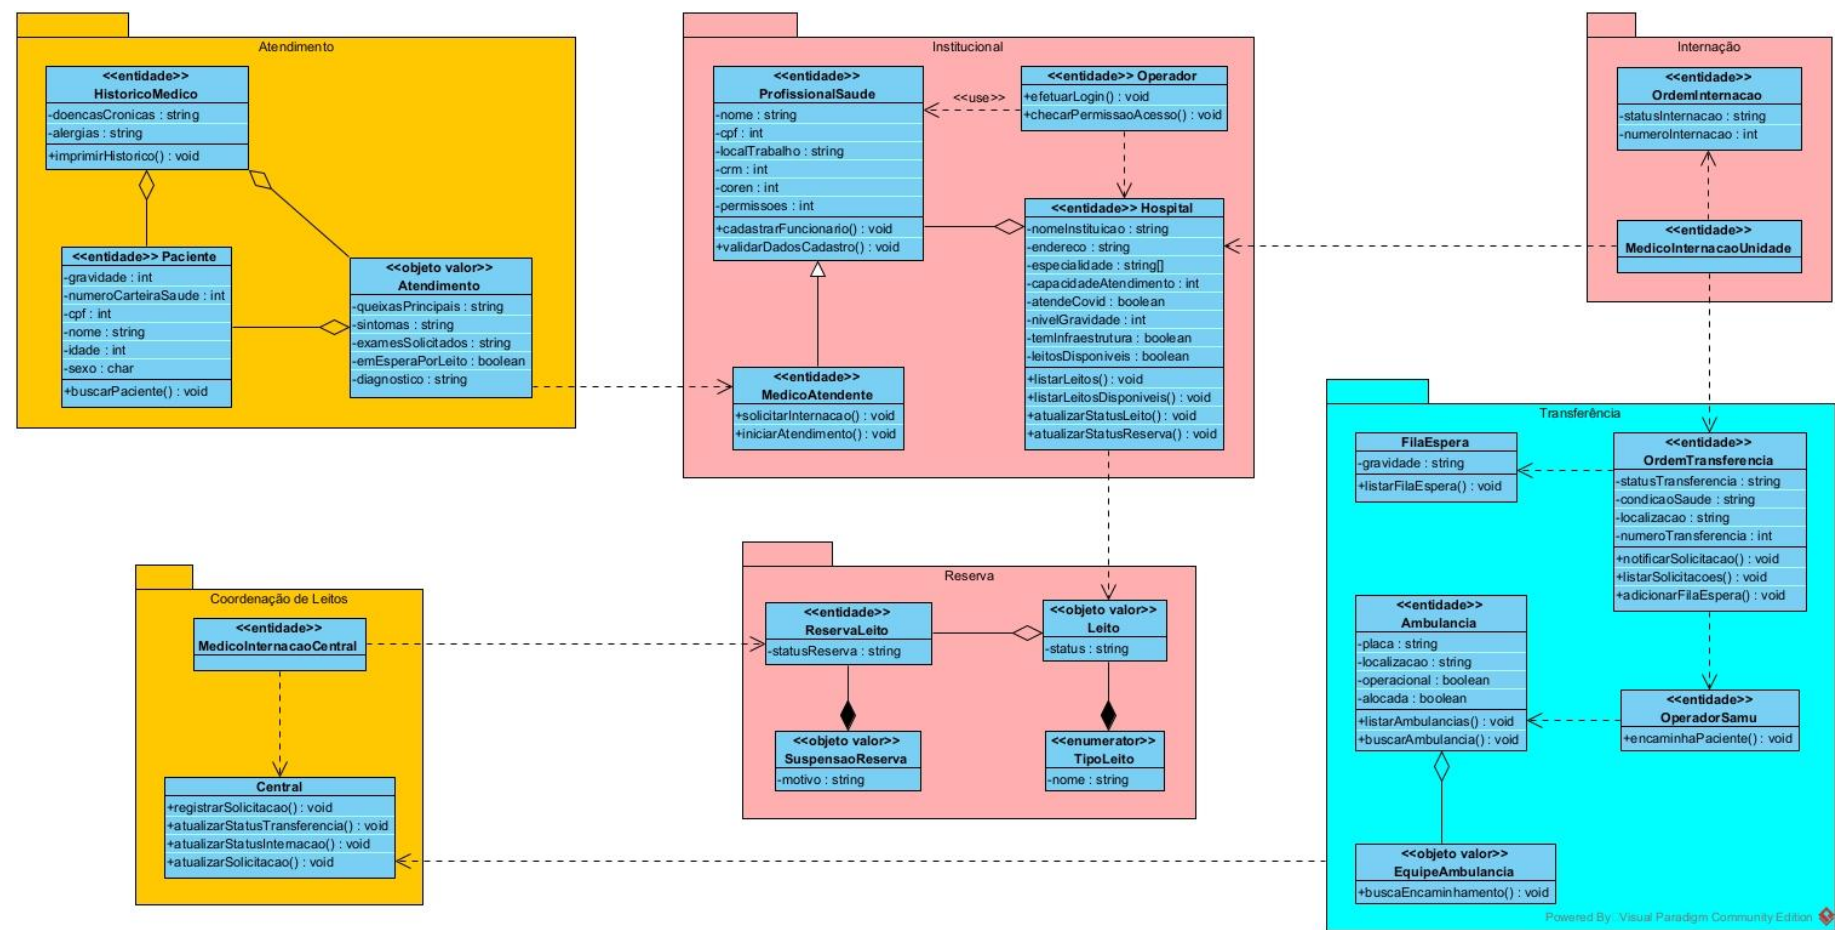 Atendimento
<<entidade>>
HistoricoMedico
-doencasCronicas : string
-alergias : string
+imprimirHistorico() : void
<<entidade>> Paciente
-gravidade : int
-numeroCarteiraSaude : int
-cpf : int
-nome : string
-idade : int
-sexo : char
+buscarPaciente() : void
<<objeto valor>>
Atendimento
-queixasPrincipais : string
-sintomas : string
-examesSolicitados : string
-emEsperaPorLeito : boolean
-diagnostico : string
Institucional
<<entidade>>
ProfissionalSaude
-nome : string
-cpf : int
-localTrabalho : string
-crm : int
-coren : int
-permissoes : int
+cadastrarFuncionario() : void
+validarDadosCadastro() : void
<<use>>
<<entidade>> Operador
+efetuarLogin() : void
+checarPermissaoAcesso() : void
<<entidade>> Hospital
-nomeInstituicao : string
-endereco : string
-especialidade : string[]
-capacidadeAtendimento : int
-atendeCovid : boolean
-nivelGravidade : int
-temInfraestrutura : boolean
-leitosDisponiveis : boolean
+listarLeitos() : void
+listarLeitosDisponiveis() : void
+atualizarStatusLeito() : void
+atualizarStatusReserva() : void
<<entidade>>
MedicoAtendente
+solicitarInternacao() : void
+iniciarAtendimento() : void
Internação
<<entidade>>
OrdemInternacao
-statusInternacao : string
-numeroInternacao : int
<<entidade>>
MedicoInternacaoUnidade
Transferência
FilaEspera
-gravidade : string
+listarFilaEspera() : void
<<entidade>>
OrdemTransferencia
-statusTransferencia : string
-condicaoSaude : string
-localizacao : string
-numeroTransferencia : int
+notificarSolicitacao() : void
+listarSolicitacoes() : void
+adicionarFilaEspera() : void
<<entidade>>
Ambulancia
-placa : string
-localizacao : string
-operacional : boolean
-alocada : boolean
+listarAmbulancias() : void
+buscarAmbulancia() : void
<<entidade>>
OperadorSamu
+encaminhaPaciente() : void
<<objeto valor>>
EquipeAmbulancia
+buscaEncaminhamento() : void
Coordenação de Leitos
<<entidade>>
MedicoInternacaoCentral
Central
+registrarSolicitacao() : void
+atualizarStatusTransferencia() : void
+atualizarStatusInternacao() : void
+atualizarSolicitacao() : void
Reserva
<<entidade>>
ReservaLeito
-statusReserva : string
<<objeto valor>>
Leito
-status : string
<<objeto valor>>
SuspensaoReserva
-motivo : string
<<enumerator>>
TipoLeito
-nome : string
Powered By: Visual Paradigm Community Edition